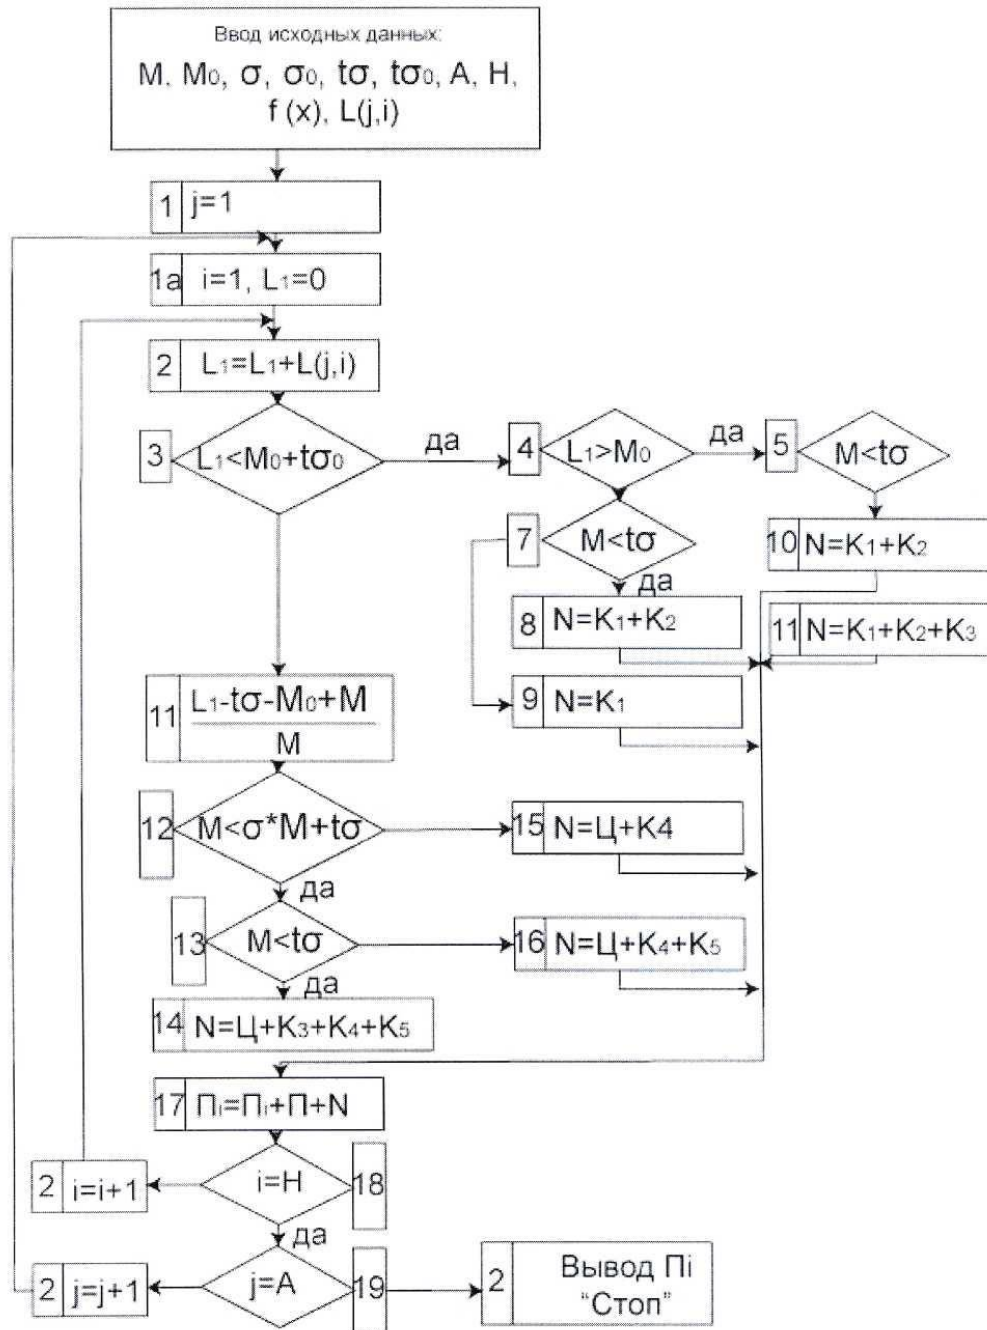 Ввод исходных данных:
M, M₀, σ, σ₀, tσ, tσ₀, A, H,
f (x), L(j,i)
1 j=1
1a i=1, L₁=0
2 L₁=L₁+L(j,i)
3 L₁<M₀+tσ₀
да
4 L₁>M₀
да
5 M<tσ
7 M<tσ
да
10 N=K₁+K₂
8 N=K₁+K₂
11 N=K₁+K₂+K₃
9 N=K₁
11 L₁-tσ-M₀+M
M
12 M<σ*M+tσ
15 N=Ц+K4
да
13 M<tσ
16 N=Ц+K₄+K₅
да
14 N=Ц+K₃+K₄+K₅
17 Пᵢ=Пᵢ+П+N
2 i=i+1
i=H 18
да
2 j=j+1
j=A 19
2 Вывод Пi
"Стоп"